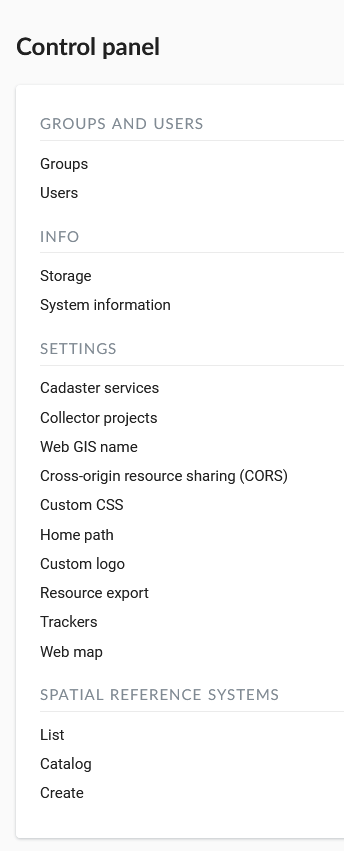 Control panel
GROUPS AND USERS
Groups
Users
INFO
Storage
System information
SETTINGS
Cadaster services
Collector projects
Web GIS name
Cross-origin resource sharing (CORS)
Custom CSS
Home path
Custom logo
Resource export
Trackers
Web map
SPATIAL REFERENCE SYSTEMS
List
Catalog
Create